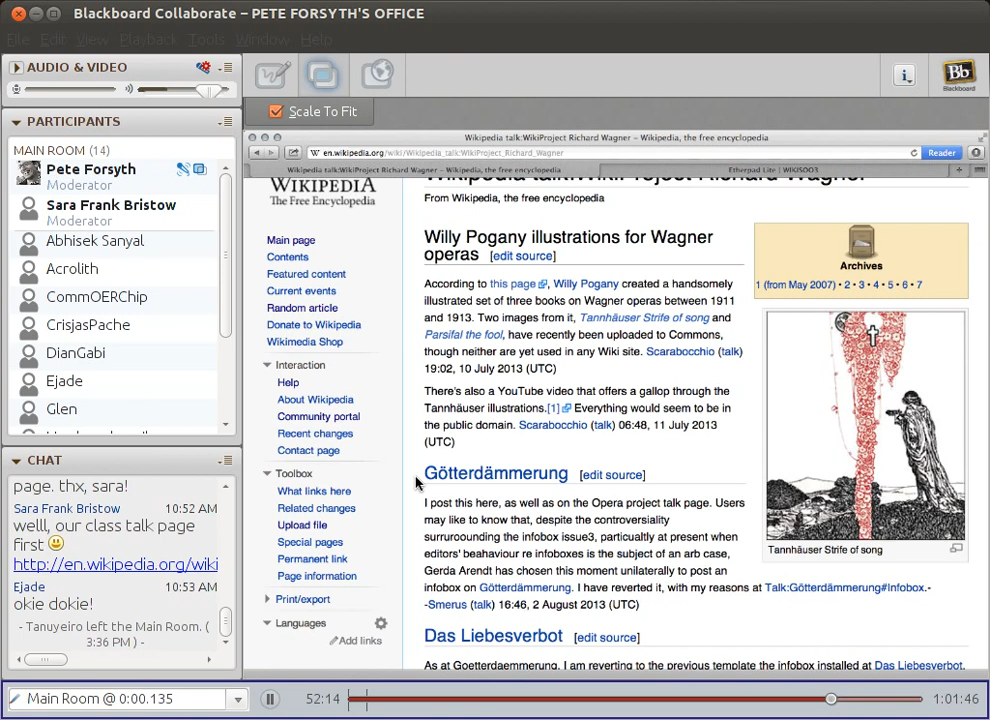 Blackboard Collaborate – PETE FORSYTH'S OFFICE
File Edit View Playback Tools Window Help
AUDIO & VIDEO
PARTICIPANTS
MAIN ROOM (14)
Pete Forsyth
Moderator
Sara Frank Bristow
Moderator
Abhisek Sanyal
Acrolith
CommOERChip
CrisjasPache
DianGabi
Ejade
Glen
CHAT
page. thx, sara!
Sara Frank Bristow 10:52 AM
welll, our class talk page
first
http://en.wikipedia.org/wiki
Ejade 10:53 AM
okie dokie!
- Tanuyeiro left the Main Room. (
3:36 PM ) -
Main Room @ 0:00.135
52:14
1:01:46
Scale To Fit
i
Bb
Blackboard
Wikipedia talk:WikiProject Richard Wagner – Wikipedia, the free encyclopedia
W en.wikipedia.org/wiki/Wikipedia_talk:WikiProject_Richard_Wagner
Reader
Wikipedia talk:WikiProject Richard Wagner – Wikipedia, the free encyclopedia
Etherpad Lite | WIKISOO3
WIKIPEDIA
The Free Encyclopedia
Main page
Contents
Featured content
Current events
Random article
Donate to Wikipedia
Wikimedia Shop
Interaction
Help
About Wikipedia
Community portal
Recent changes
Contact page
Toolbox
What links here
Related changes
Upload file
Special pages
Permanent link
Page information
Print/export
Languages
Add links
Wikipedia talk:WikiProject Richard Wagner
From Wikipedia, the free encyclopedia
Willy Pogany illustrations for Wagner
operas [edit source]
According to this page, Willy Pogany created a handsomely
illustrated set of three books on Wagner operas between 1911
and 1913. Two images from it, Tannhäuser Strife of song and
Parsifal the fool, have recently been uploaded to Commons,
though neither are yet used in any Wiki site. Scarabocchio (talk)
19:02, 10 July 2013 (UTC)
There's also a YouTube video that offers a gallop through the
Tannhäuser illustrations.[1] Everything would seem to be in
the public domain. Scarabocchio (talk) 06:48, 11 July 2013
(UTC)
Götterdämmerung [edit source]
I post this here, as well as on the Opera project talk page. Users
may like to know that, despite the controversiality
surruroounding the infobox issue3, particualtly at present when
editors' beahaviour re infoboxes is the subject of an arb case,
Gerda Arendt has chosen this moment unilaterally to post an
infobox on Götterdämmerung. I have reverted it, with my reasons at Talk:Götterdämmerung#Infobox.-
-Smerus (talk) 16:46, 2 August 2013 (UTC)
Das Liebesverbot [edit source]
As at Goetterdaemmerung, I am reverting to the previous template the infobox installed at Das Liebesverbot,
Archives
1 (from May 2007) • 2 • 3 • 4 • 5 • 6 • 7
Tannhäuser Strife of song